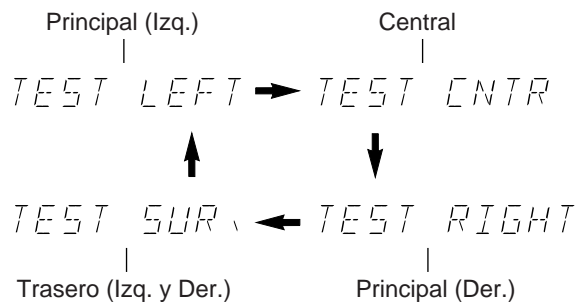 Principal (Izq.) Central
TEST LEFT TEST CNTR
TEST SUR. TEST RIGHT
Trasero (Izq. y Der.) Principal (Der.)